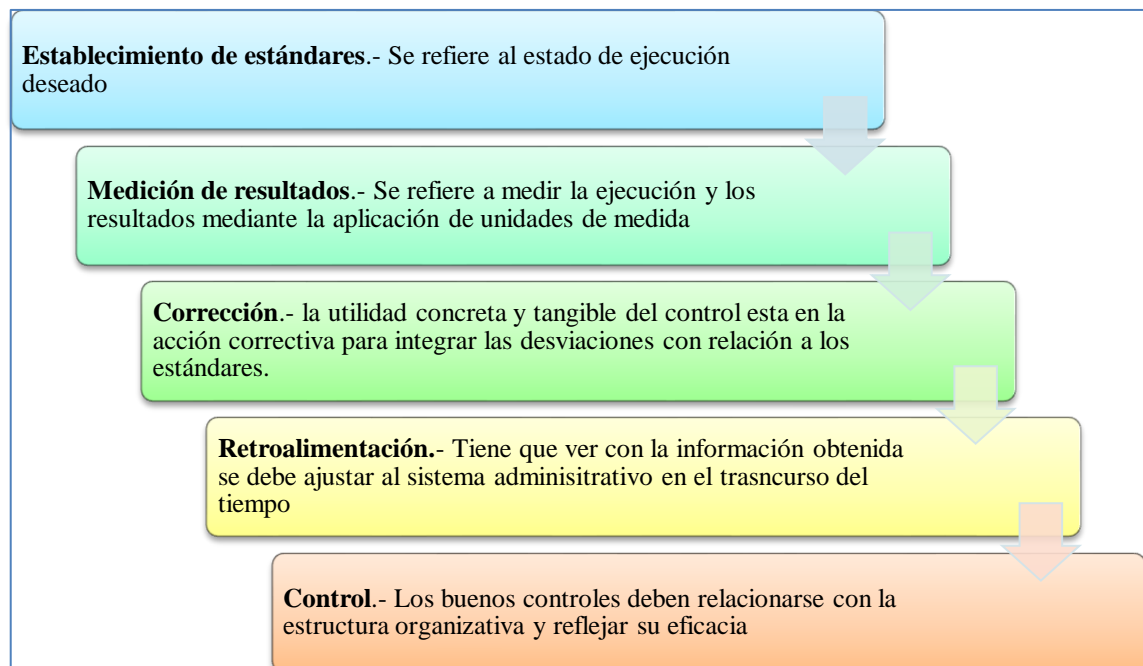 Establecimiento de estándares.- Se refiere al estado de ejecución
deseado
Medición de resultados.- Se refiere a medir la ejecución y los
resultados mediante la aplicación de unidades de medida
Corrección.- la utilidad concreta y tangible del control esta en la
acción correctiva para integrar las desviaciones con relación a los
estándares.
Retroalimentación.- Tiene que ver con la información obtenida
se debe ajustar al sistema adminisitrativo en el trasncurso del
tiempo
Control.- Los buenos controles deben relacionarse con la
estructura organizativa y reflejar su eficacia